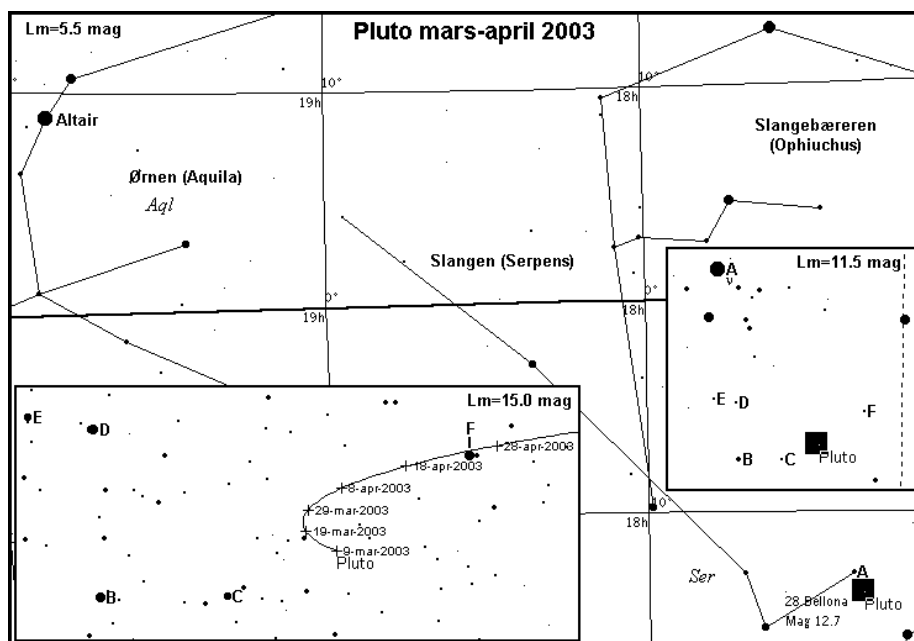 Lm=5.5 mag
Pluto mars-april 2003
10°
19h
10°
18h
Altair
Slangebæreren
(Ophiuchus)
Ørnen (Aquila)
Aql
Slangen (Serpens)
0°
19h
0°
18h
Lm=11.5 mag
A
ν
E
D
F
B
C
Pluto
Lm=15.0 mag
E
D
F
28-apr-2003
18-apr-2003
8-apr-2003
29-mar-2003
19-mar-2003
9-mar-2003
Pluto
B
C
10°
18h
Ser
A
28 Bellona
Mag 12.7
Pluto